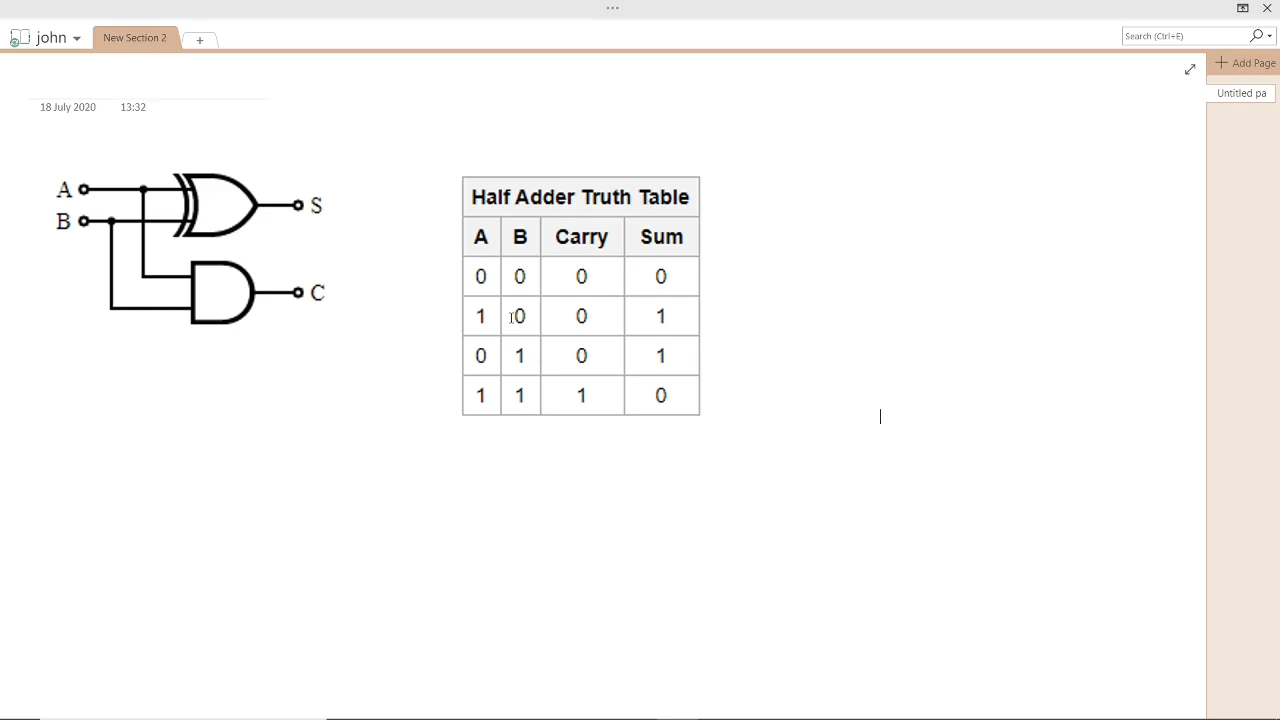 ...
john
New Section 2
+
Search (Ctrl+E)
+ Add Page
Untitled pa
18 July 2020 13:32
A
S
B
C
Half Adder Truth Table
A B Carry Sum
0 0 0 0
1 0 0 1
0 1 0 1
1 1 1 0